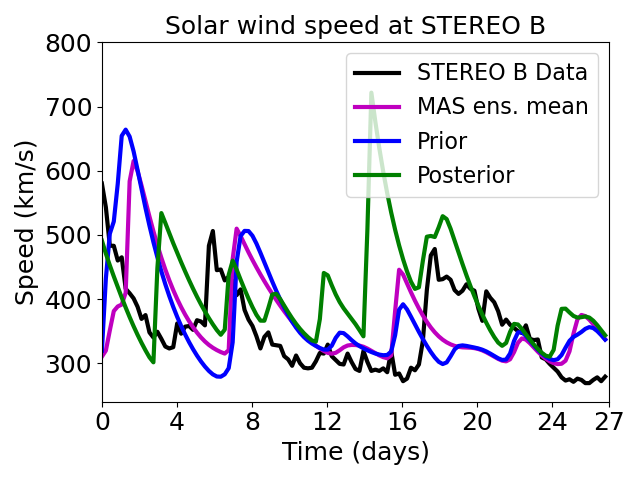 Solar wind speed at STEREO B
800
700
600
500
400
300
Speed (km/s)
STEREO B Data
MAS ens. mean
Prior
Posterior
0 4 8 12 16 20 24 27
Time (days)